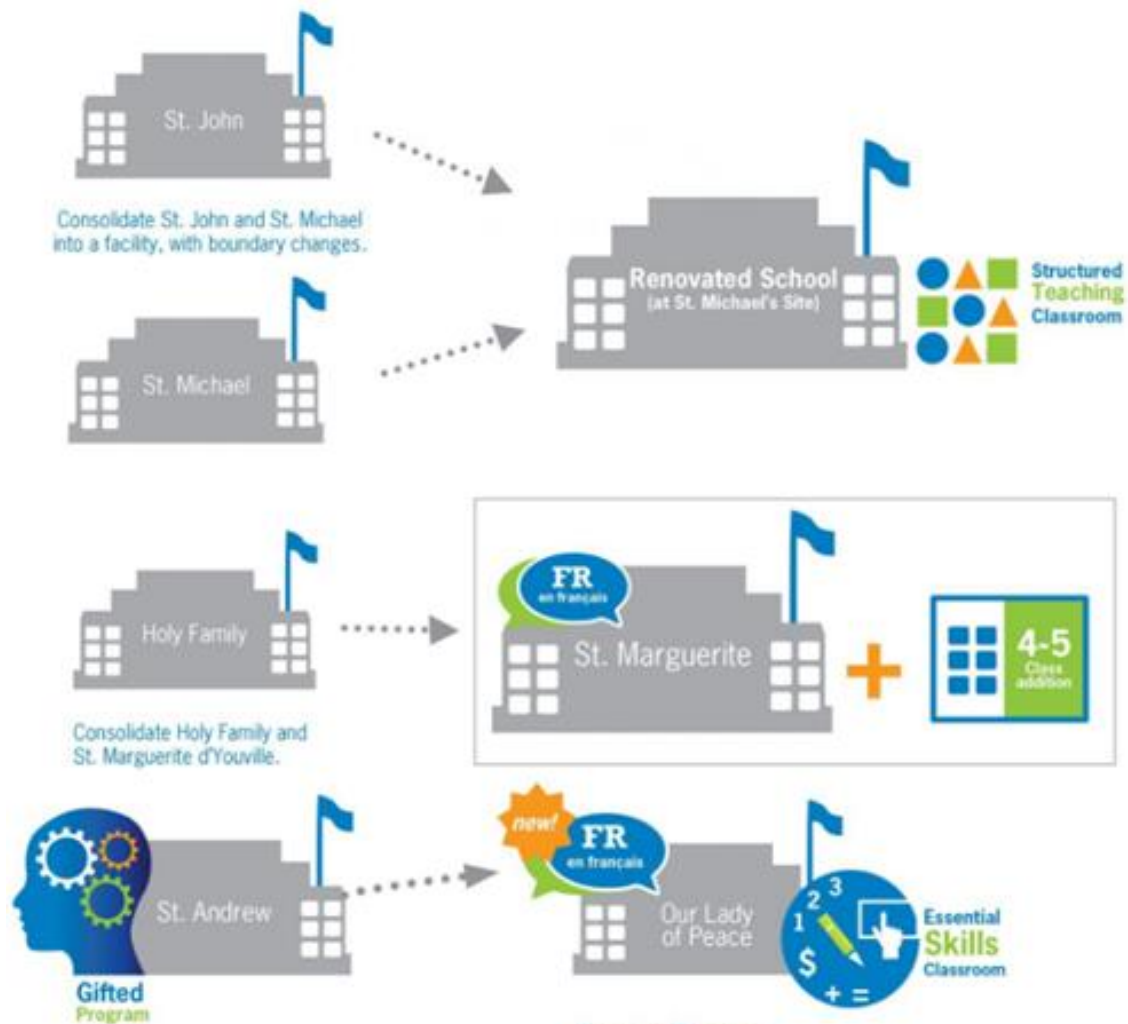 St. John
Consolidate St. John and St. Michael
into a facility, with boundary changes.
St. Michael
Renovated School
(at St. Michael's Site)
Structured
Teaching
Classroom
Holy Family
Consolidate Holy Family and
St. Marguerite d'Youville.
FR
en français
St. Marguerite
+
4-5
Class
addition
St. Andrew
Gifted
Program
new!
FR
en français
Our Lady
of Peace
1 2 3
$
+ =
Essential
Skills
Classroom